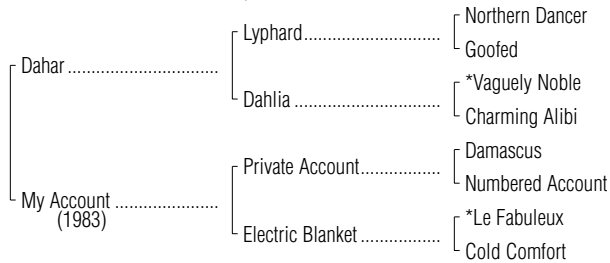 Northern Dancer
Lyphard
Goofed
Dahar
*Vaguely Noble
Dahlia
Charming Alibi
Damascus
Private Account
Numbered Account
My Account
(1983)
*Le Fabuleux
Electric Blanket
Cold Comfort